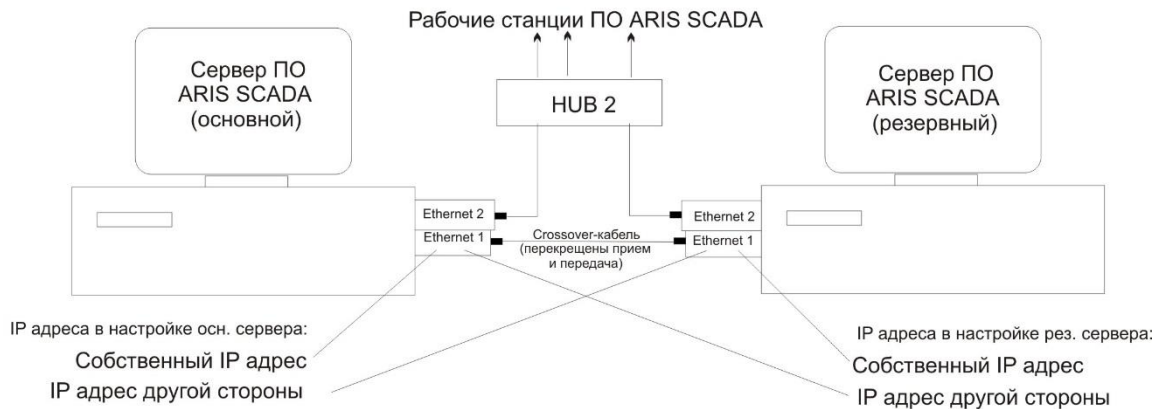 Рабочие станции ПО ARIS SCADA
Сервер ПО
ARIS SCADA
(основной)
HUB 2
Сервер ПО
ARIS SCADA
(резервный)
Ethernet 2
Ethernet 1
Crossover-кабель
(перекрещены прием
и передача)
Ethernet 2
Ethernet 1
IP адреса в настройке осн. сервера:
Собственный IP адрес
IP адрес другой стороны
IP адреса в настройке рез. сервера:
Собственный IP адрес
IP адрес другой стороны